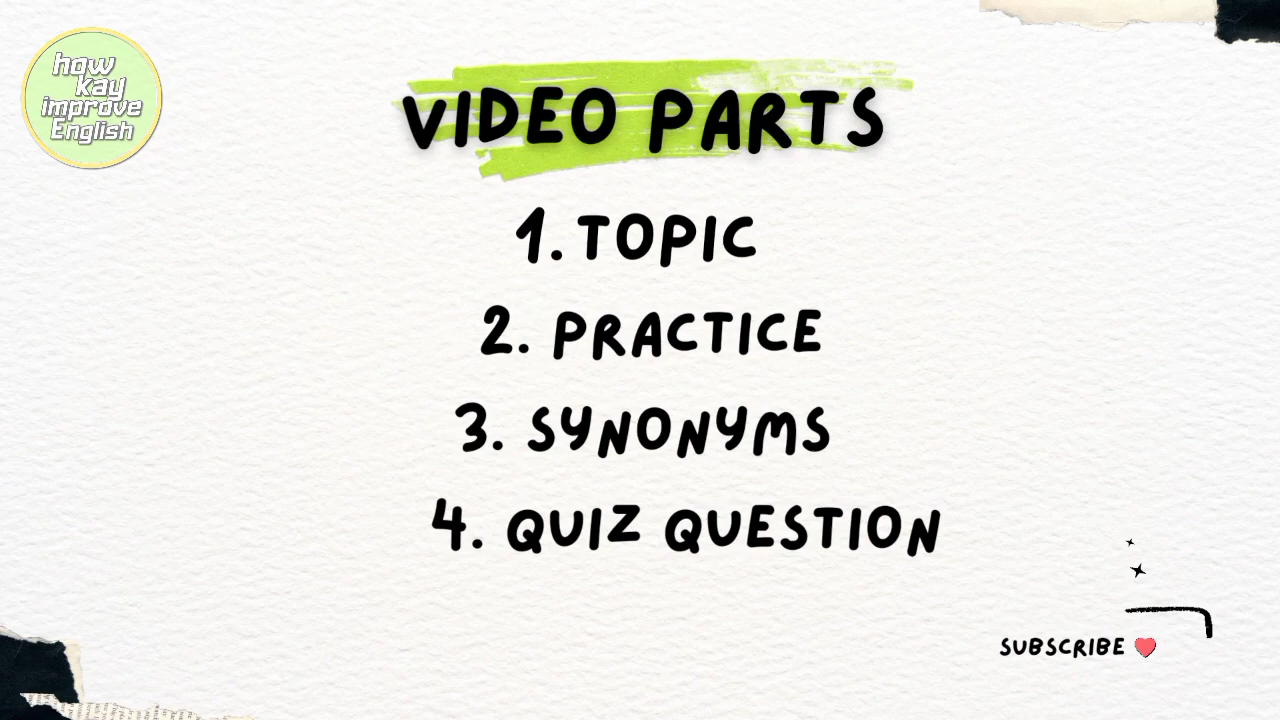 how
kay
improve
English
VIDEO PARTS
1. TOPIC
2. PRACTICE
3. SYNONYMS
4. QUIZ QUESTION
SUBSCRIBE ❤️